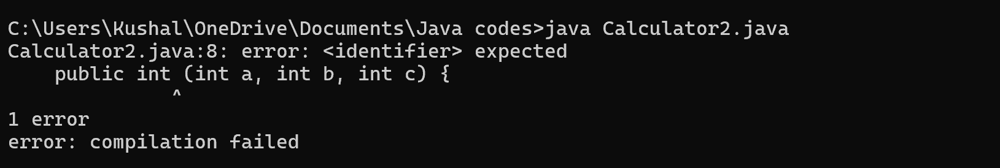 C:\Users\Kushal\OneDrive\Documents\Java codes>java Calculator2.java
Calculator2.java:8: error: <identifier> expected
    public int (int a, int b, int c) {
              ^
1 error
error: compilation failed